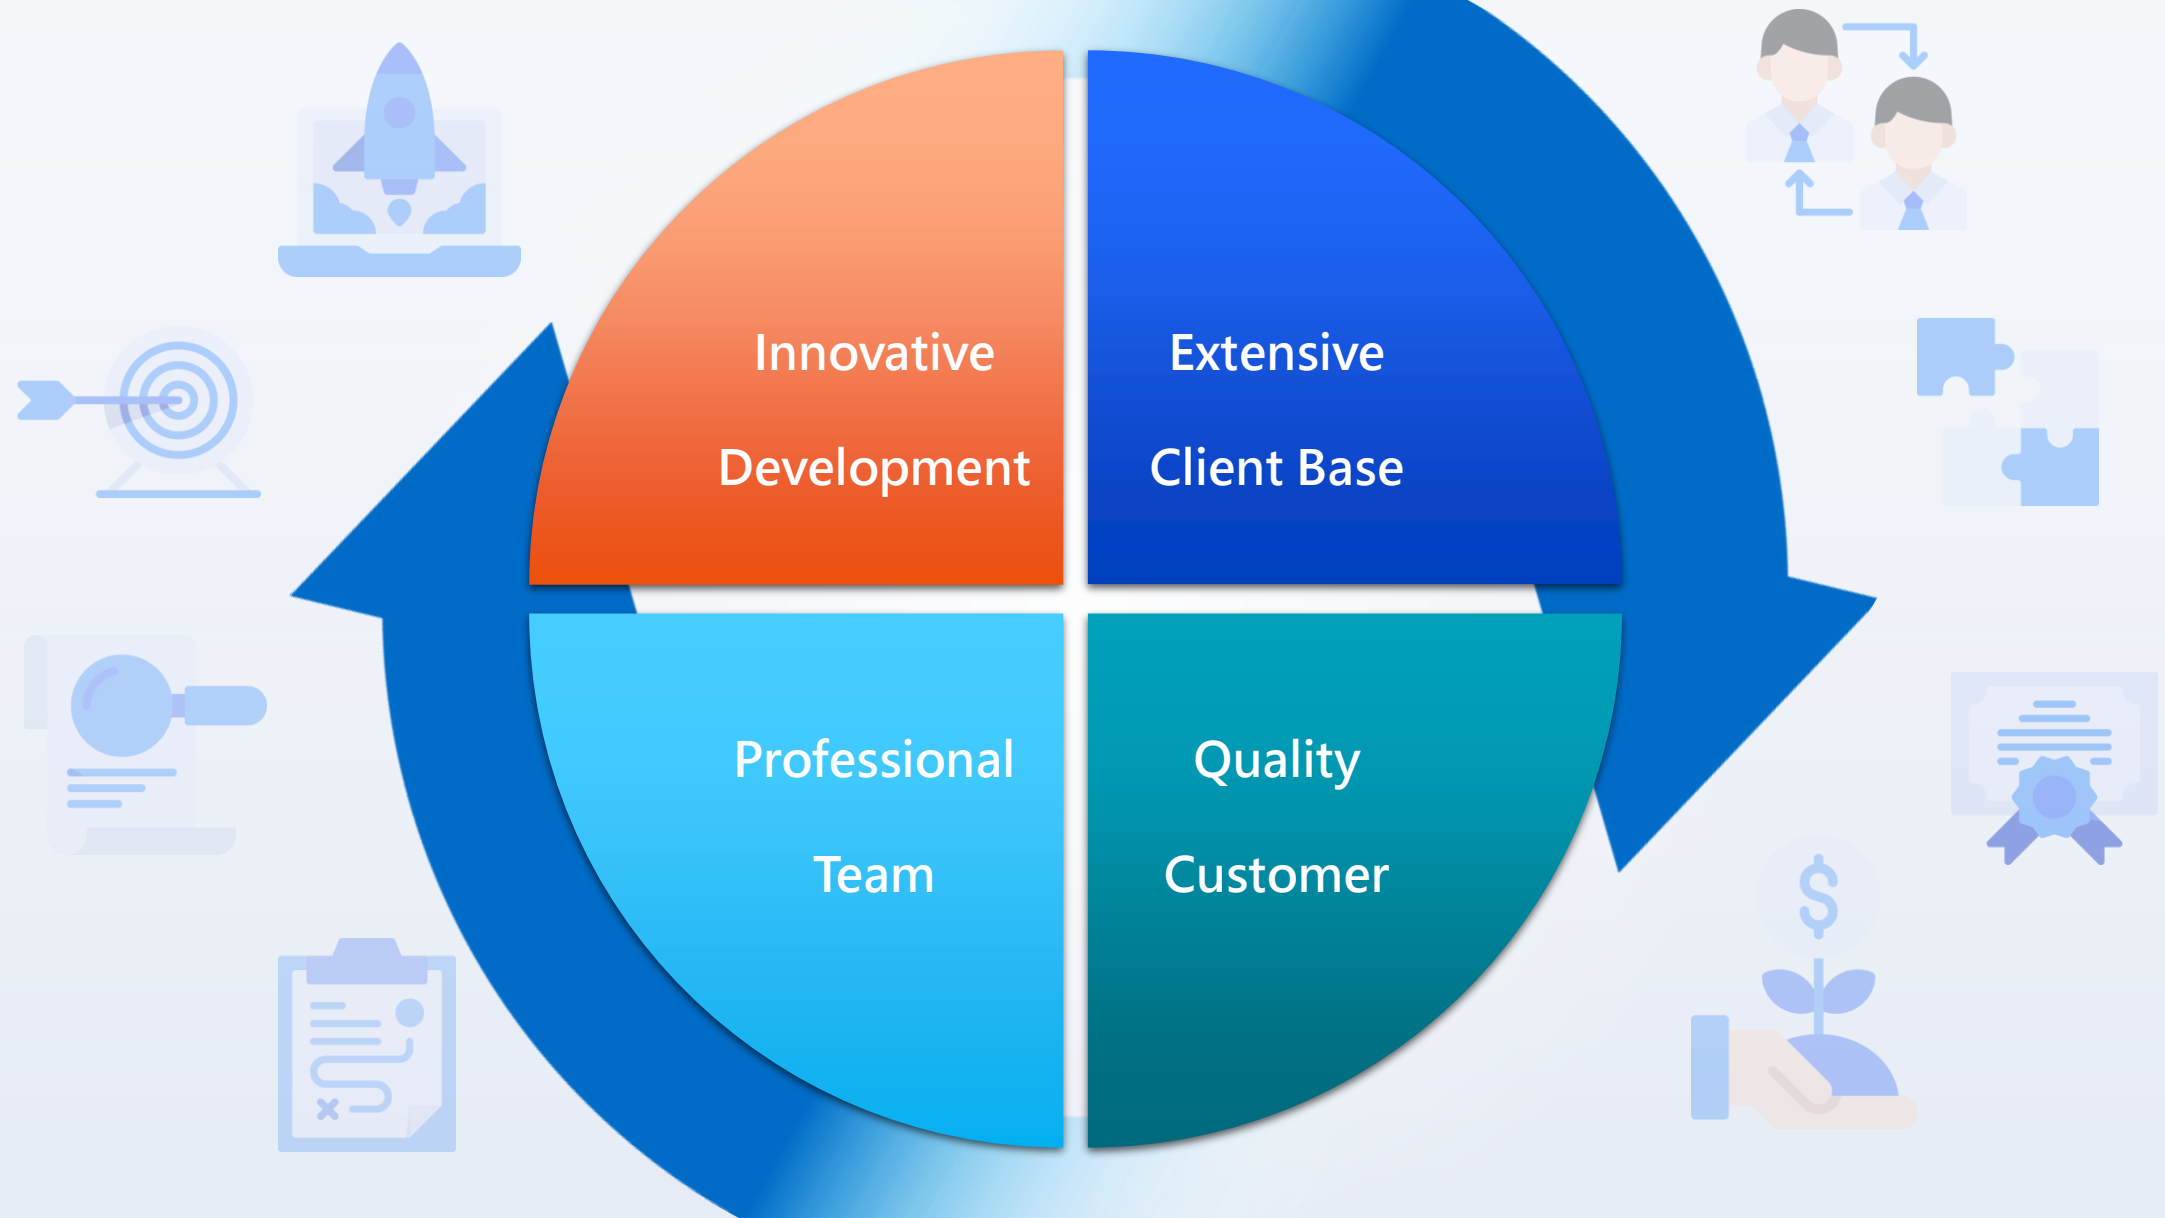 Innovative
Development
Extensive
Client Base
Professional
Team
Quality
Customer
$